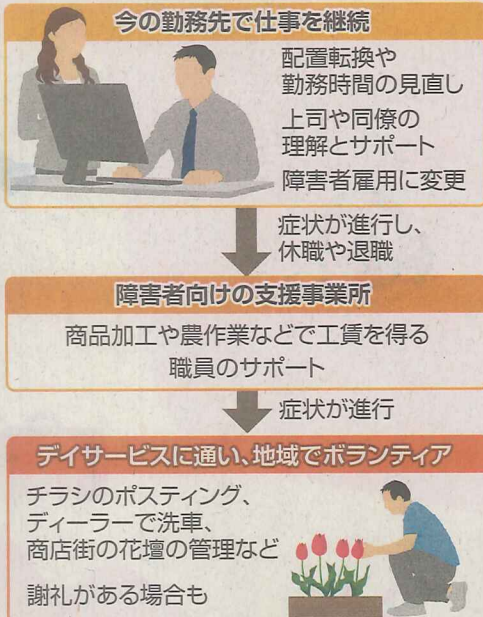 今の勤務先で仕事を継続
配置転換や
勤務時間の見直し
上司や同僚の
理解とサポート
障害者雇用に変更
症状が進行し、
休職や退職
障害者向けの支援事業所
商品加工や農作業などで工賃を得る
職員のサポート
症状が進行
デイサービスに通い、地域でボランティア
チラシのポスティング、
ディーラーで洗車、
商店街の花壇の管理など
謝礼がある場合も